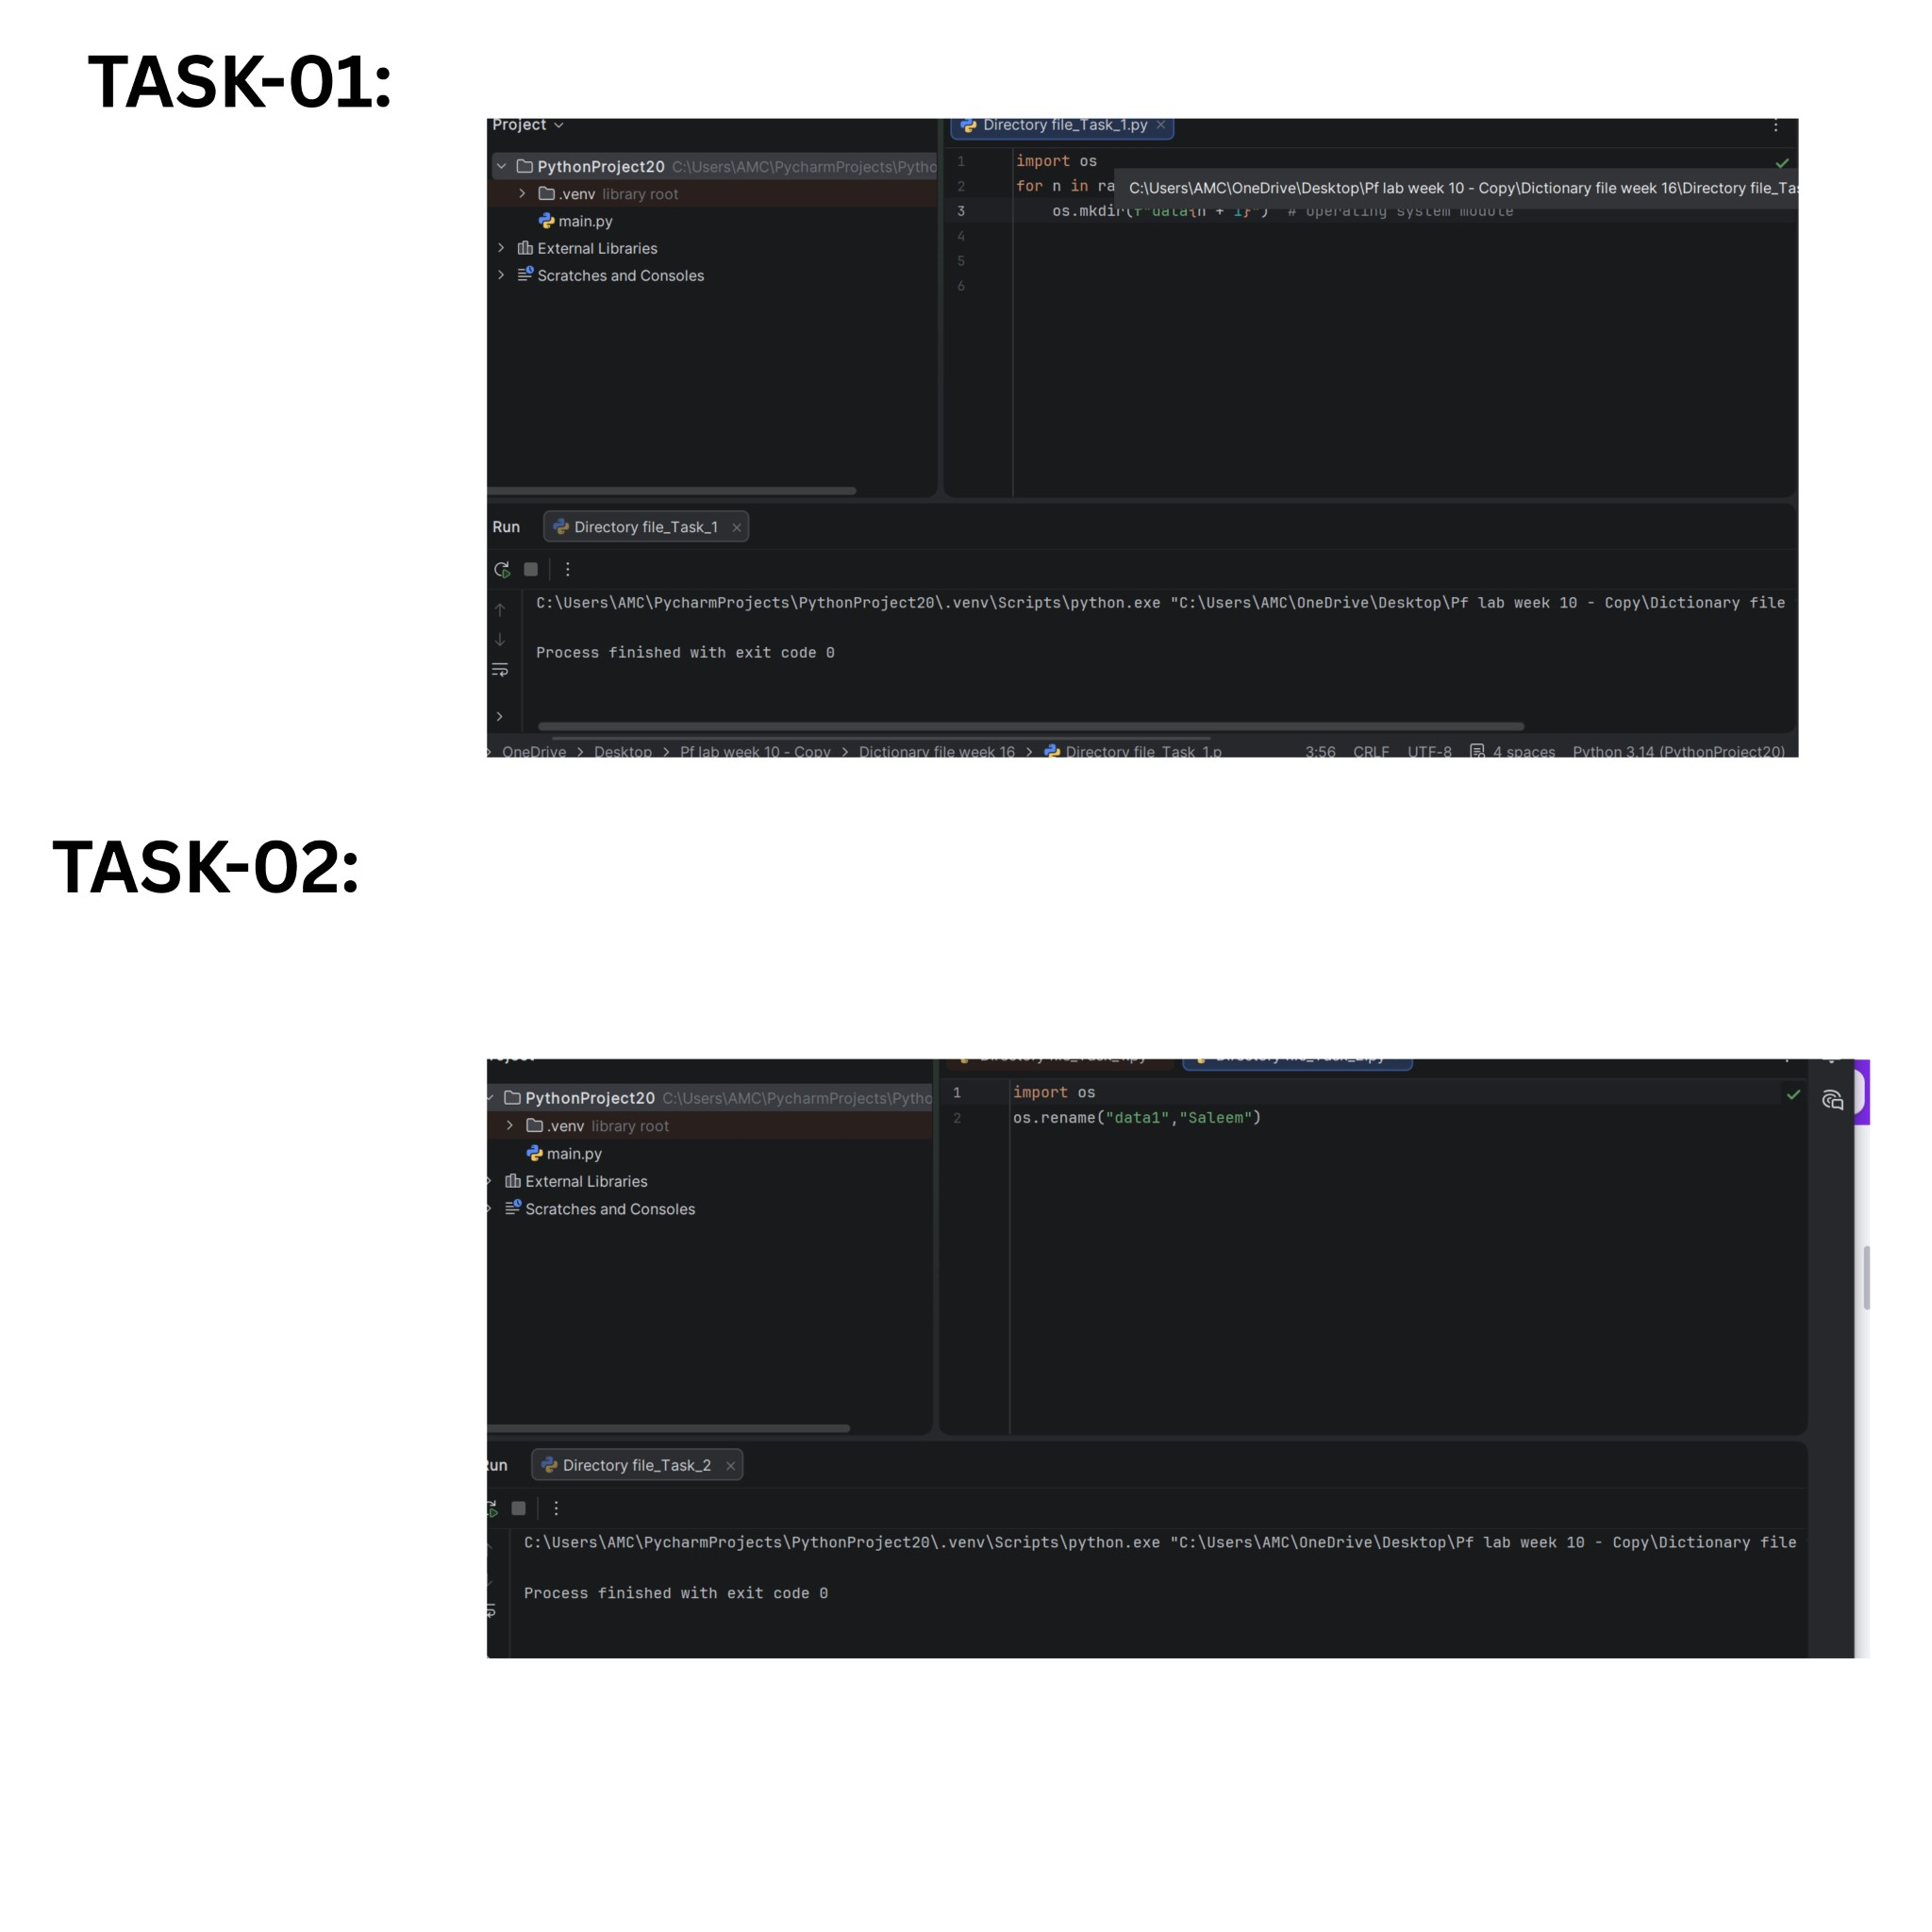 TASK-01:
Project
Directory file_Task_1.py
PythonProject20 C:\Users\AMC\PycharmProjects\Pytho
.venv library root
main.py
External Libraries
Scratches and Consoles
1 import os
2 for n in ra
C:\Users\AMC\OneDrive\Desktop\Pf lab week 10 - Copy\Dictionary file week 16\Directory file_Tas
3 os.mkdir(f"data{n + 1}") # operating system module
4
5
6
Run Directory file_Task_1
C:\Users\AMC\PycharmProjects\PythonProject20\.venv\Scripts\python.exe "C:\Users\AMC\OneDrive\Desktop\Pf lab week 10 - Copy\Dictionary file
Process finished with exit code 0
OneDrive > Desktop > Pf lab week 10 - Copy > Dictionary file week 16 > Directory file_Task_1.p 3:56 CRLF UTF-8 4 spaces Python 3.14 (PythonProject20)
TASK-02:
PythonProject20 C:\Users\AMC\PycharmProjects\Pytho
.venv library root
main.py
External Libraries
Scratches and Consoles
1 import os
2 os.rename("data1","Saleem")
un Directory file_Task_2
C:\Users\AMC\PycharmProjects\PythonProject20\.venv\Scripts\python.exe "C:\Users\AMC\OneDrive\Desktop\Pf lab week 10 - Copy\Dictionary file
Process finished with exit code 0